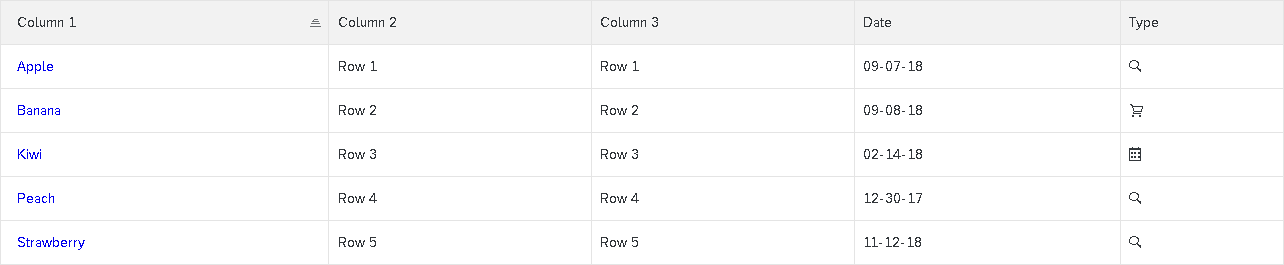 Column 1 Column 2 Column 3 Date Type
Apple Row 1 Row 1 09-07-18
Banana Row 2 Row 2 09-08-18
Kiwi Row 3 Row 3 02-14-18
Peach Row 4 Row 4 12-30-17
Strawberry Row 5 Row 5 11-12-18